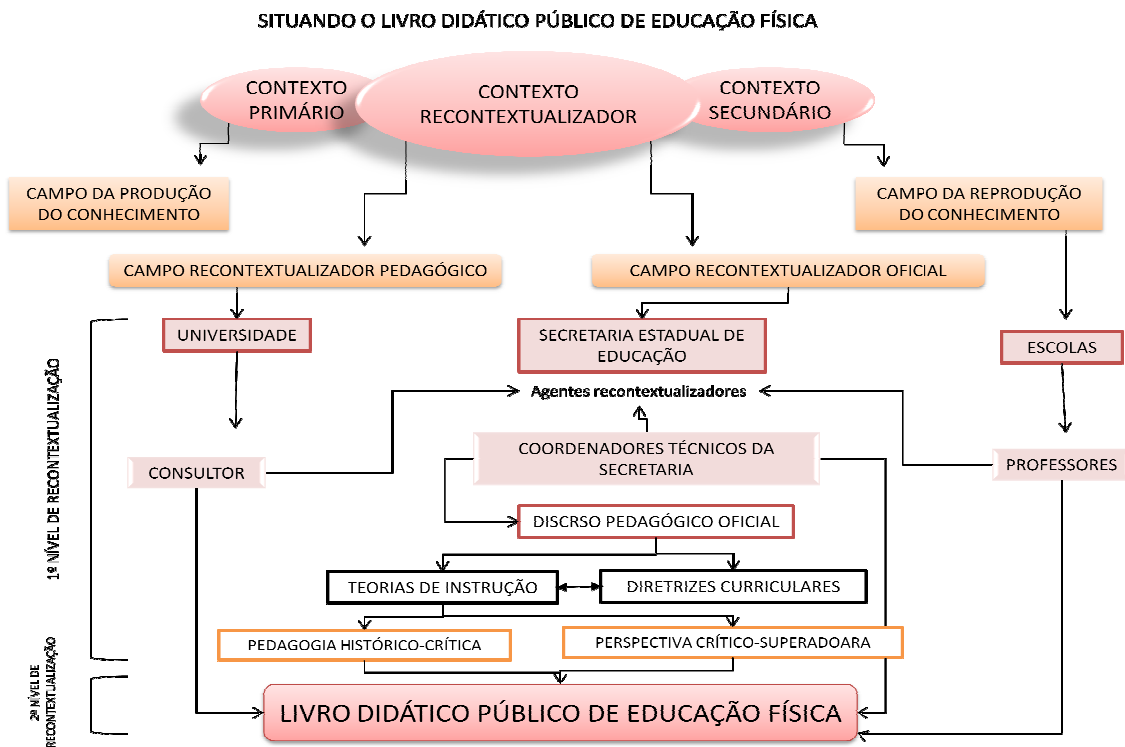 SITUANDO O LIVRO DIDÁTICO PÚBLICO DE EDUCAÇÃO FÍSICA
CONTEXTO
PRIMÁRIO
CONTEXTO
RECONTEXTUALIZADOR
CONTEXTO
SECUNDÁRIO
CAMPO DA PRODUÇÃO
DO CONHECIMENTO
CAMPO DA REPRODUÇÃO
DO CONHECIMENTO
CAMPO RECONTEXTUALIZADOR PEDAGÓGICO
CAMPO RECONTEXTUALIZADOR OFICIAL
UNIVERSIDADE
SECRETARIA ESTADUAL DE
EDUCAÇÃO
ESCOLAS
Agentes recontextualizadores
CONSULTOR
COORDENADORES TÉCNICOS DA
SECRETARIA
PROFESSORES
DISCRSO PEDAGÓGICO OFICIAL
TEORIAS DE INSTRUÇÃO
DIRETRIZES CURRICULARES
PEDAGOGIA HISTÓRICO-CRÍTICA
PERSPECTIVA CRÍTICO-SUPERADOARA
LIVRO DIDÁTICO PÚBLICO DE EDUCAÇÃO FÍSICA
1º NÍVEL DE RECONTEXTUALIZAÇÃO
2º NÍVEL DE
RECONTEXTUALIZAÇÃO